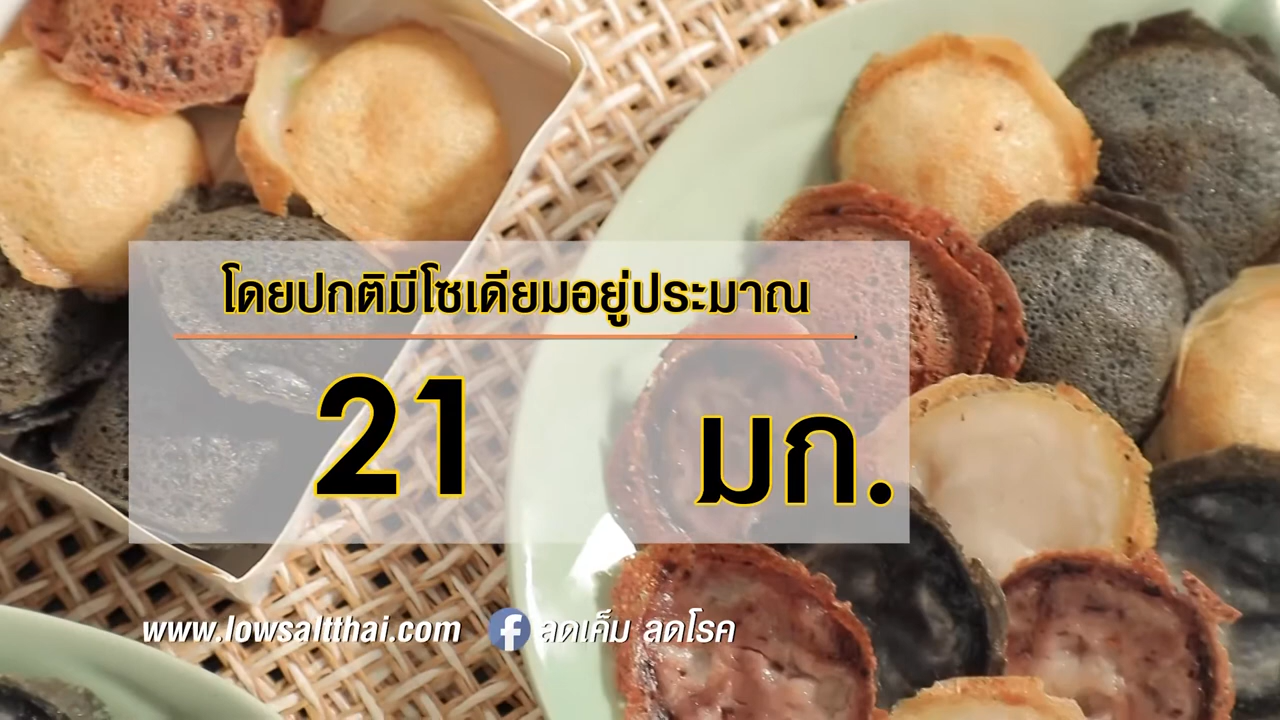 โดยปกติมีโซเดียมอยู่ประมาณ
21 มก.
www.lowsaltthai.com ลดเค็ม ลดโรค